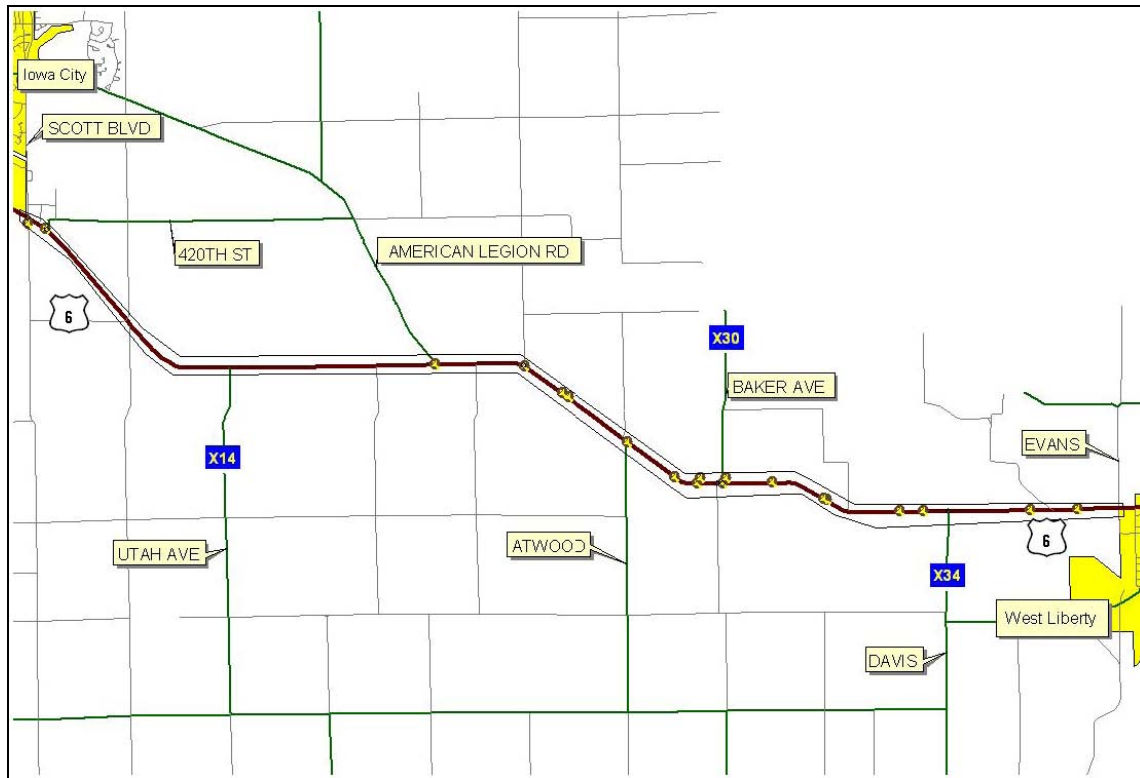 Iowa City
SCOTT BLVD
420TH ST
AMERICAN LEGION RD
6
X30
BAKER AVE
EVANS
X14
UTAH AVE
ATWOOD
6
X34
West Liberty
DAVIS